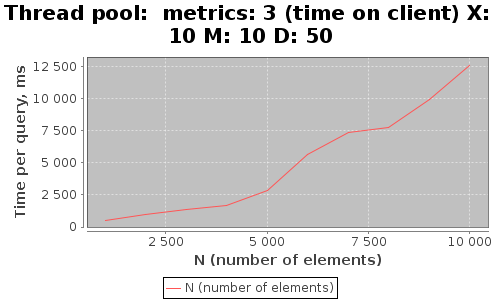 Thread pool:  metrics: 3 (time on client) X:
10 M: 10 D: 50
Time per query, ms
12 500
10 000
7 500
5 000
2 500
0
2 500 5 000 7 500 10 000
N (number of elements)
N (number of elements)